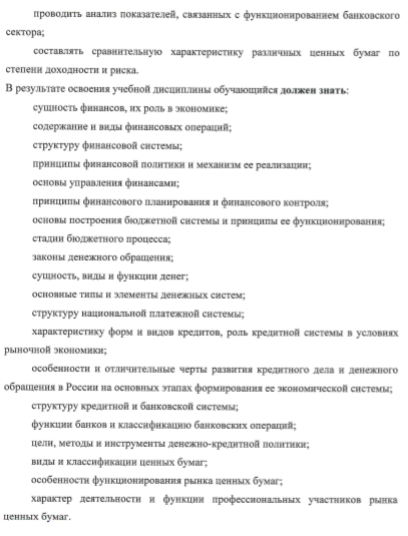 проводить анализ показателей, связанных с функционированием банковского
сектора;
составлять сравнительную характеристику различных ценных бумаг по
степени доходности и риска.
В результате освоения учебной дисциплины обучающийся должен знать:
сущность финансов, их роль в экономике;
содержание и виды финансовых операций;
структуру финансовой системы;
принципы финансовой политики и механизм ее реализации;
основы управления финансами;
принципы финансового планирования и финансового контроля;
основы построения бюджетной системы и принципы ее функционирования;
стадии бюджетного процесса;
законы денежного обращения;
сущность, виды и функции денег;
основные типы и элементы денежных систем;
структуру национальной платежной системы;
характеристику форм и видов кредитов, роль кредитной системы в условиях
рыночной экономики;
особенности и отличительные черты развития кредитного дела и денежного
обращения в России на основных этапах формирования ее экономической системы;
структуру кредитной и банковской системы;
функции банков и классификацию банковских операций;
цели, методы и инструменты денежно-кредитной политики;
виды и классификации ценных бумаг;
особенности функционирования рынка ценных бумаг;
характер деятельности и функции профессиональных участников рынка
ценных бумаг.